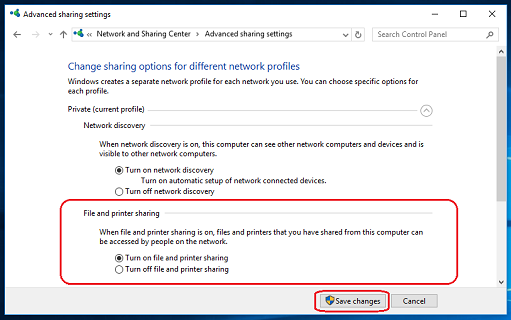 Advanced sharing settings
« Network and Sharing Center > Advanced sharing settings
Search Control Panel
Change sharing options for different network profiles
Windows creates a separate network profile for each network you use. You can choose specific options for
each profile.
Private (current profile)
Network discovery
When network discovery is on, this computer can see other network computers and devices and is
visible to other network computers.
Turn on network discovery
Turn on automatic setup of network connected devices.
Turn off network discovery
File and printer sharing
When file and printer sharing is on, files and printers that you have shared from this computer can
be accessed by people on the network.
Turn on file and printer sharing
Turn off file and printer sharing
Save changes Cancel